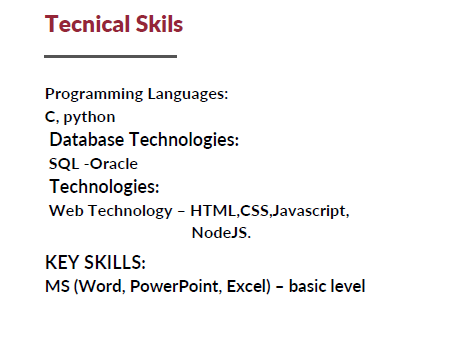 Tecnical Skils
Programming Languages:
C, python
Database Technologies:
SQL -Oracle
Technologies:
Web Technology – HTML,CSS,Javascript,
NodeJS.
KEY SKILLS:
MS (Word, PowerPoint, Excel) – basic level